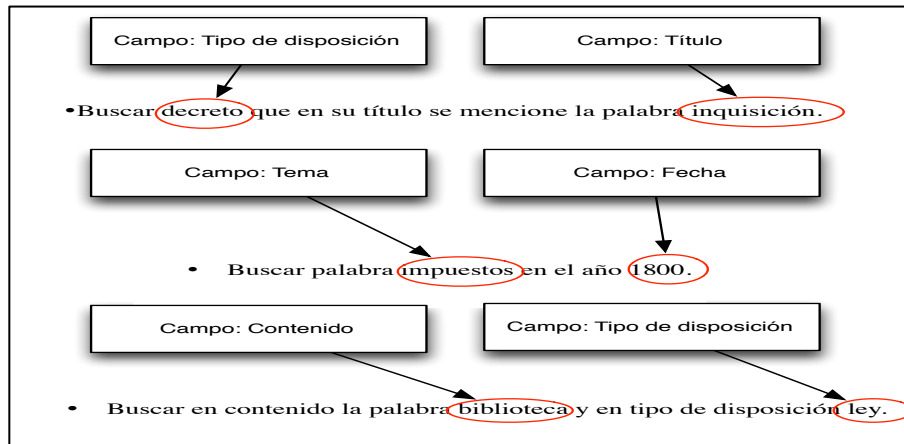 Campo: Tipo de disposición
Campo: Título
•Buscar decreto que en su título se mencione la palabra inquisición.
Campo: Tema
Campo: Fecha
• Buscar palabra impuestos en el año 1800.
Campo: Contenido
Campo: Tipo de disposición
• Buscar en contenido la palabra biblioteca y en tipo de disposición ley.